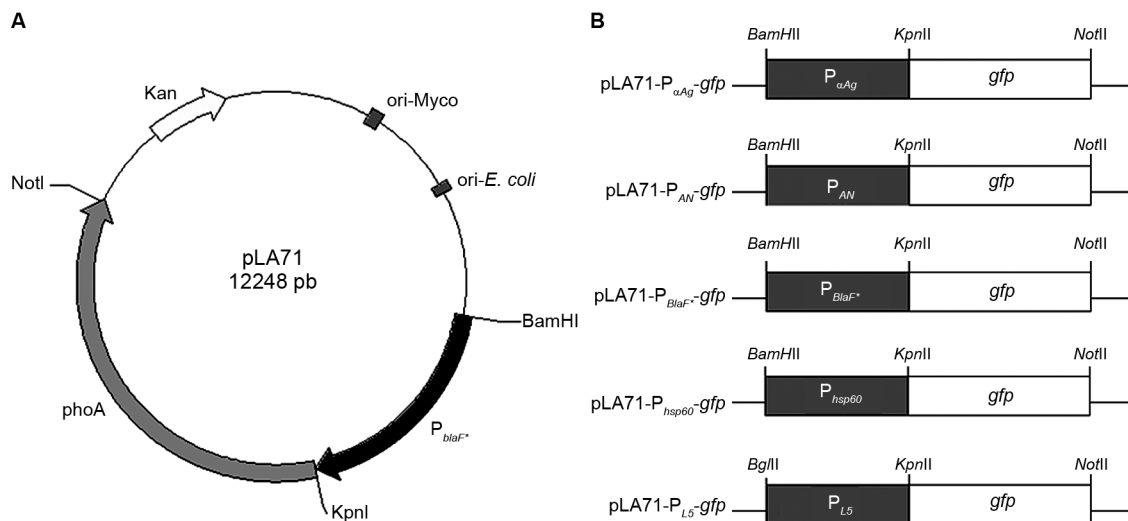 A
Kan
ori-Myco
ori-E. coli
NotI
pLA71
12248 pb
BamHI
phoA
PblaF*
KpnI
B
BamHII KpnII NotII
pLA71-PαAg-gfp PαAg gfp
BamHII KpnII NotII
pLA71-PAN-gfp PAN gfp
BamHII KpnII NotII
pLA71-PBlaF*-gfp PBlaF* gfp
BamHII KpnII NotII
pLA71-Phsp60-gfp Phsp60 gfp
BglII KpnII NotII
pLA71-PL5-gfp PL5 gfp